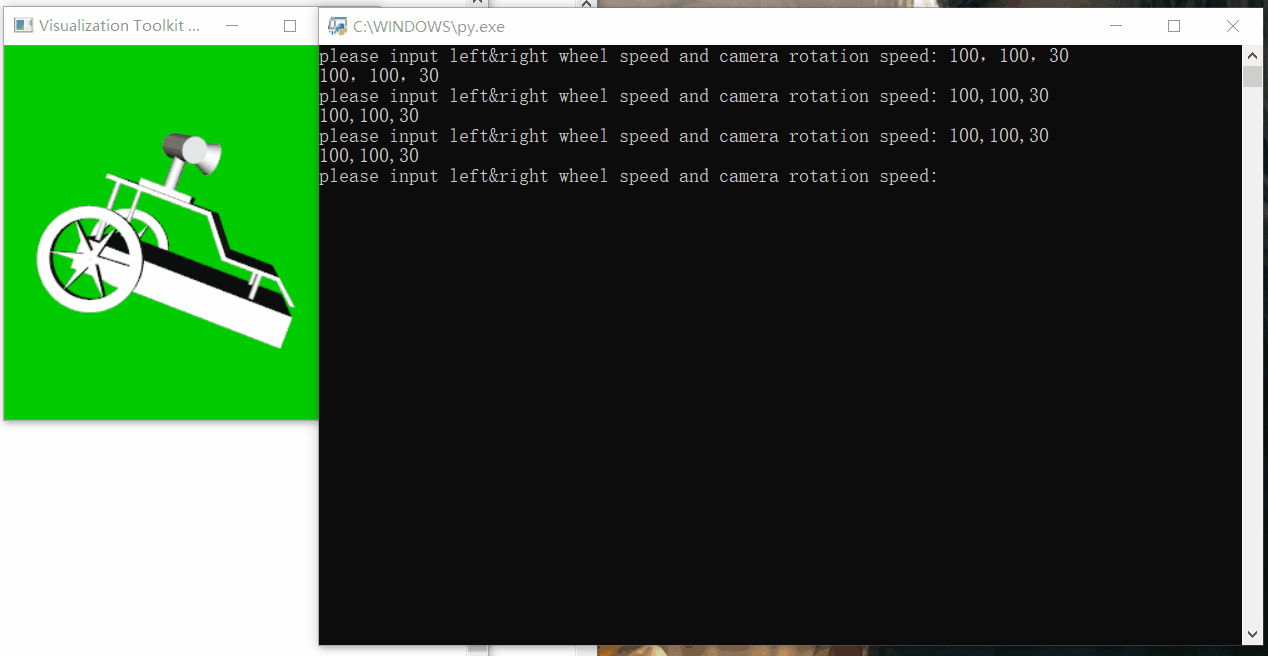 Visualization Toolkit ...
C:\WINDOWS\py.exe
please input left&right wheel speed and camera rotation speed: 100，100，30
100，100，30
please input left&right wheel speed and camera rotation speed: 100,100,30
100,100,30
please input left&right wheel speed and camera rotation speed: 100,100,30
100,100,30
please input left&right wheel speed and camera rotation speed: